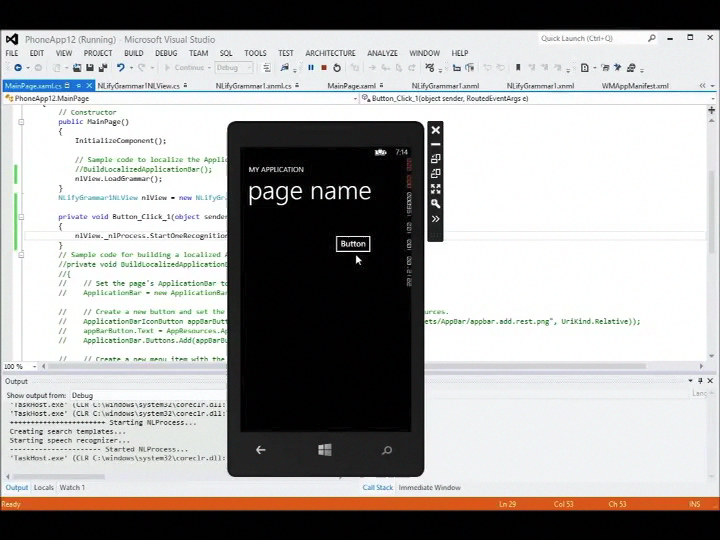 PhoneApp12 (Running) - Microsoft Visual Studio
Quick Launch (Ctrl+Q)
FILE EDIT VIEW PROJECT BUILD DEBUG TEAM SQL TOOLS TEST ARCHITECTURE ANALYZE WINDOW HELP
Continue Debug
MainPage.xaml.cs NLifyGrammar1NLView.cs NLifyGrammar1.nnml.cs MainPage.xaml NLifyGrammar1.nnml NLifyGrammar1.nnml WMAppManifest.xml
PhoneApp12.MainPage Button_Click_1(object sender, RoutedEventArgs e)
// Constructor
public MainPage()
{
InitializeComponent();
// Sample code to localize the Appli
//BuildLocalizedApplicationBar();
nlView.LoadGrammar();
}
NLifyGrammar1NLView nlView = new NLifyG
private void Button_Click_1(object sender
{
nlView._nlProcess.StartOneRecognition
}
// Sample code for building a localized A
//private void BuildLocalizedApplicationB
//{
// // Set the page's ApplicationBar to
// ApplicationBar = new ApplicationBar
// // Create a new button and set the
// ApplicationBarIconButton appBarButt
ets/AppBar/appbar.add.rest.png", UriKind.Relative));
// appBarButton.Text = AppResources.Ap
// ApplicationBar.Buttons.Add(appBarBu
// // Create a new menu item with the
7:14
MY APPLICATION
page name
Button
100 %
Output
Show output from: Debug
'TaskHost.exe' (CLR C:\windows\system32\coreclr.dll:
'TaskHost.exe' (CLR C:\windows\system32\coreclr.dll:
++++++++++++++++++++++++ Starting NLProcess...
Creating search templates...
Starting speech recognizer...
------------------------ Started NLProcess...
'TaskHost.exe' (CLR C:\windows\system32\coreclr.dll:
Output Locals Watch 1 Call Stack Immediate Window
Ready Ln 29 Col 53 Ch 53 INS